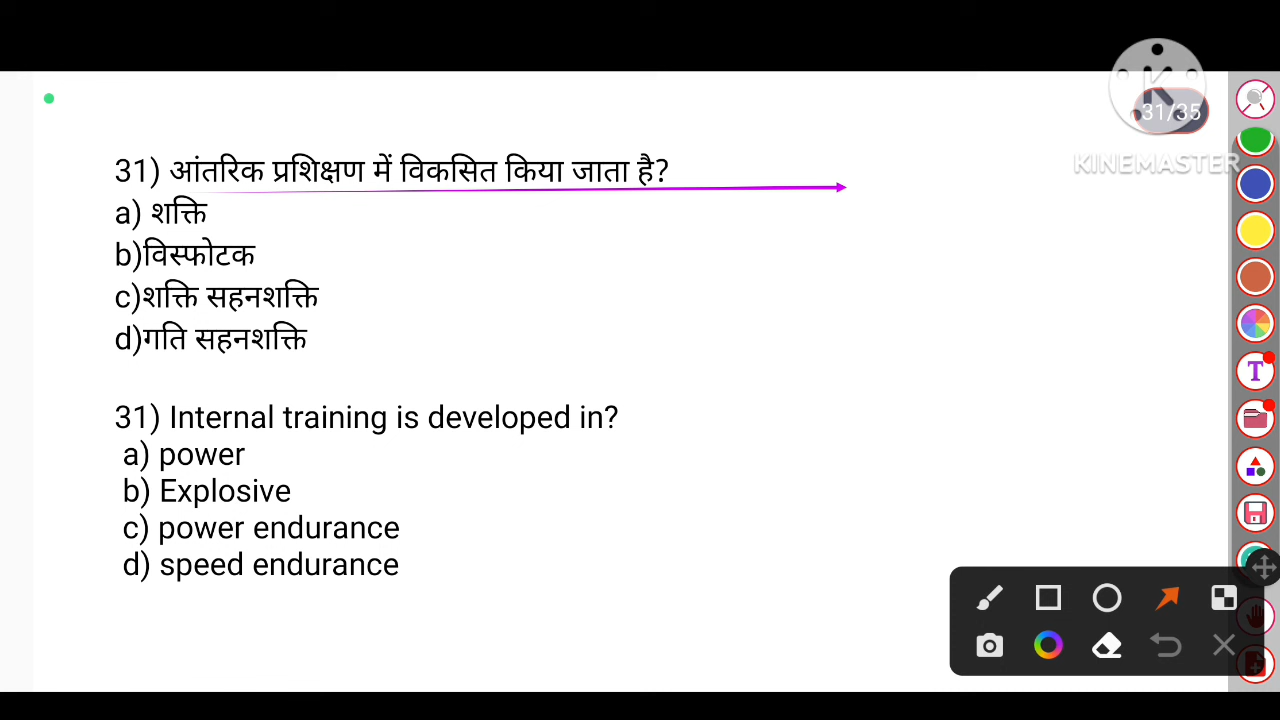 31/35
KINEMASTER
31) आंतरिक प्रशिक्षण में विकसित किया जाता है?
a) शक्ति
b)विस्फोटक
c)शक्ति सहनशक्ति
d)गति सहनशक्ति
31) Internal training is developed in?
a) power
b) Explosive
c) power endurance
d) speed endurance
T